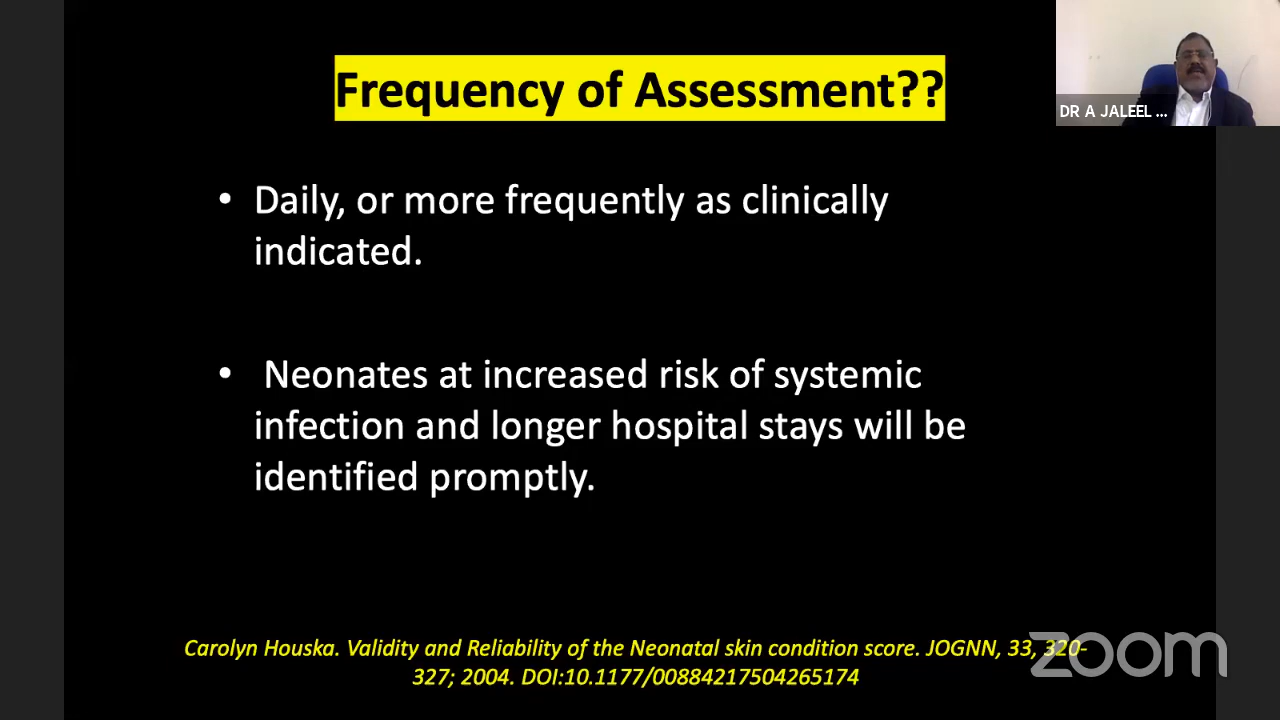 Frequency of Assessment??
DR A JALEEL ...
• Daily, or more frequently as clinically
indicated.
• Neonates at increased risk of systemic
infection and longer hospital stays will be
identified promptly.
Carolyn Houska. Validity and Reliability of the Neonatal skin condition score. JOGNN, 33, 320-
327; 2004. DOI:10.1177/00884217504265174
zoom